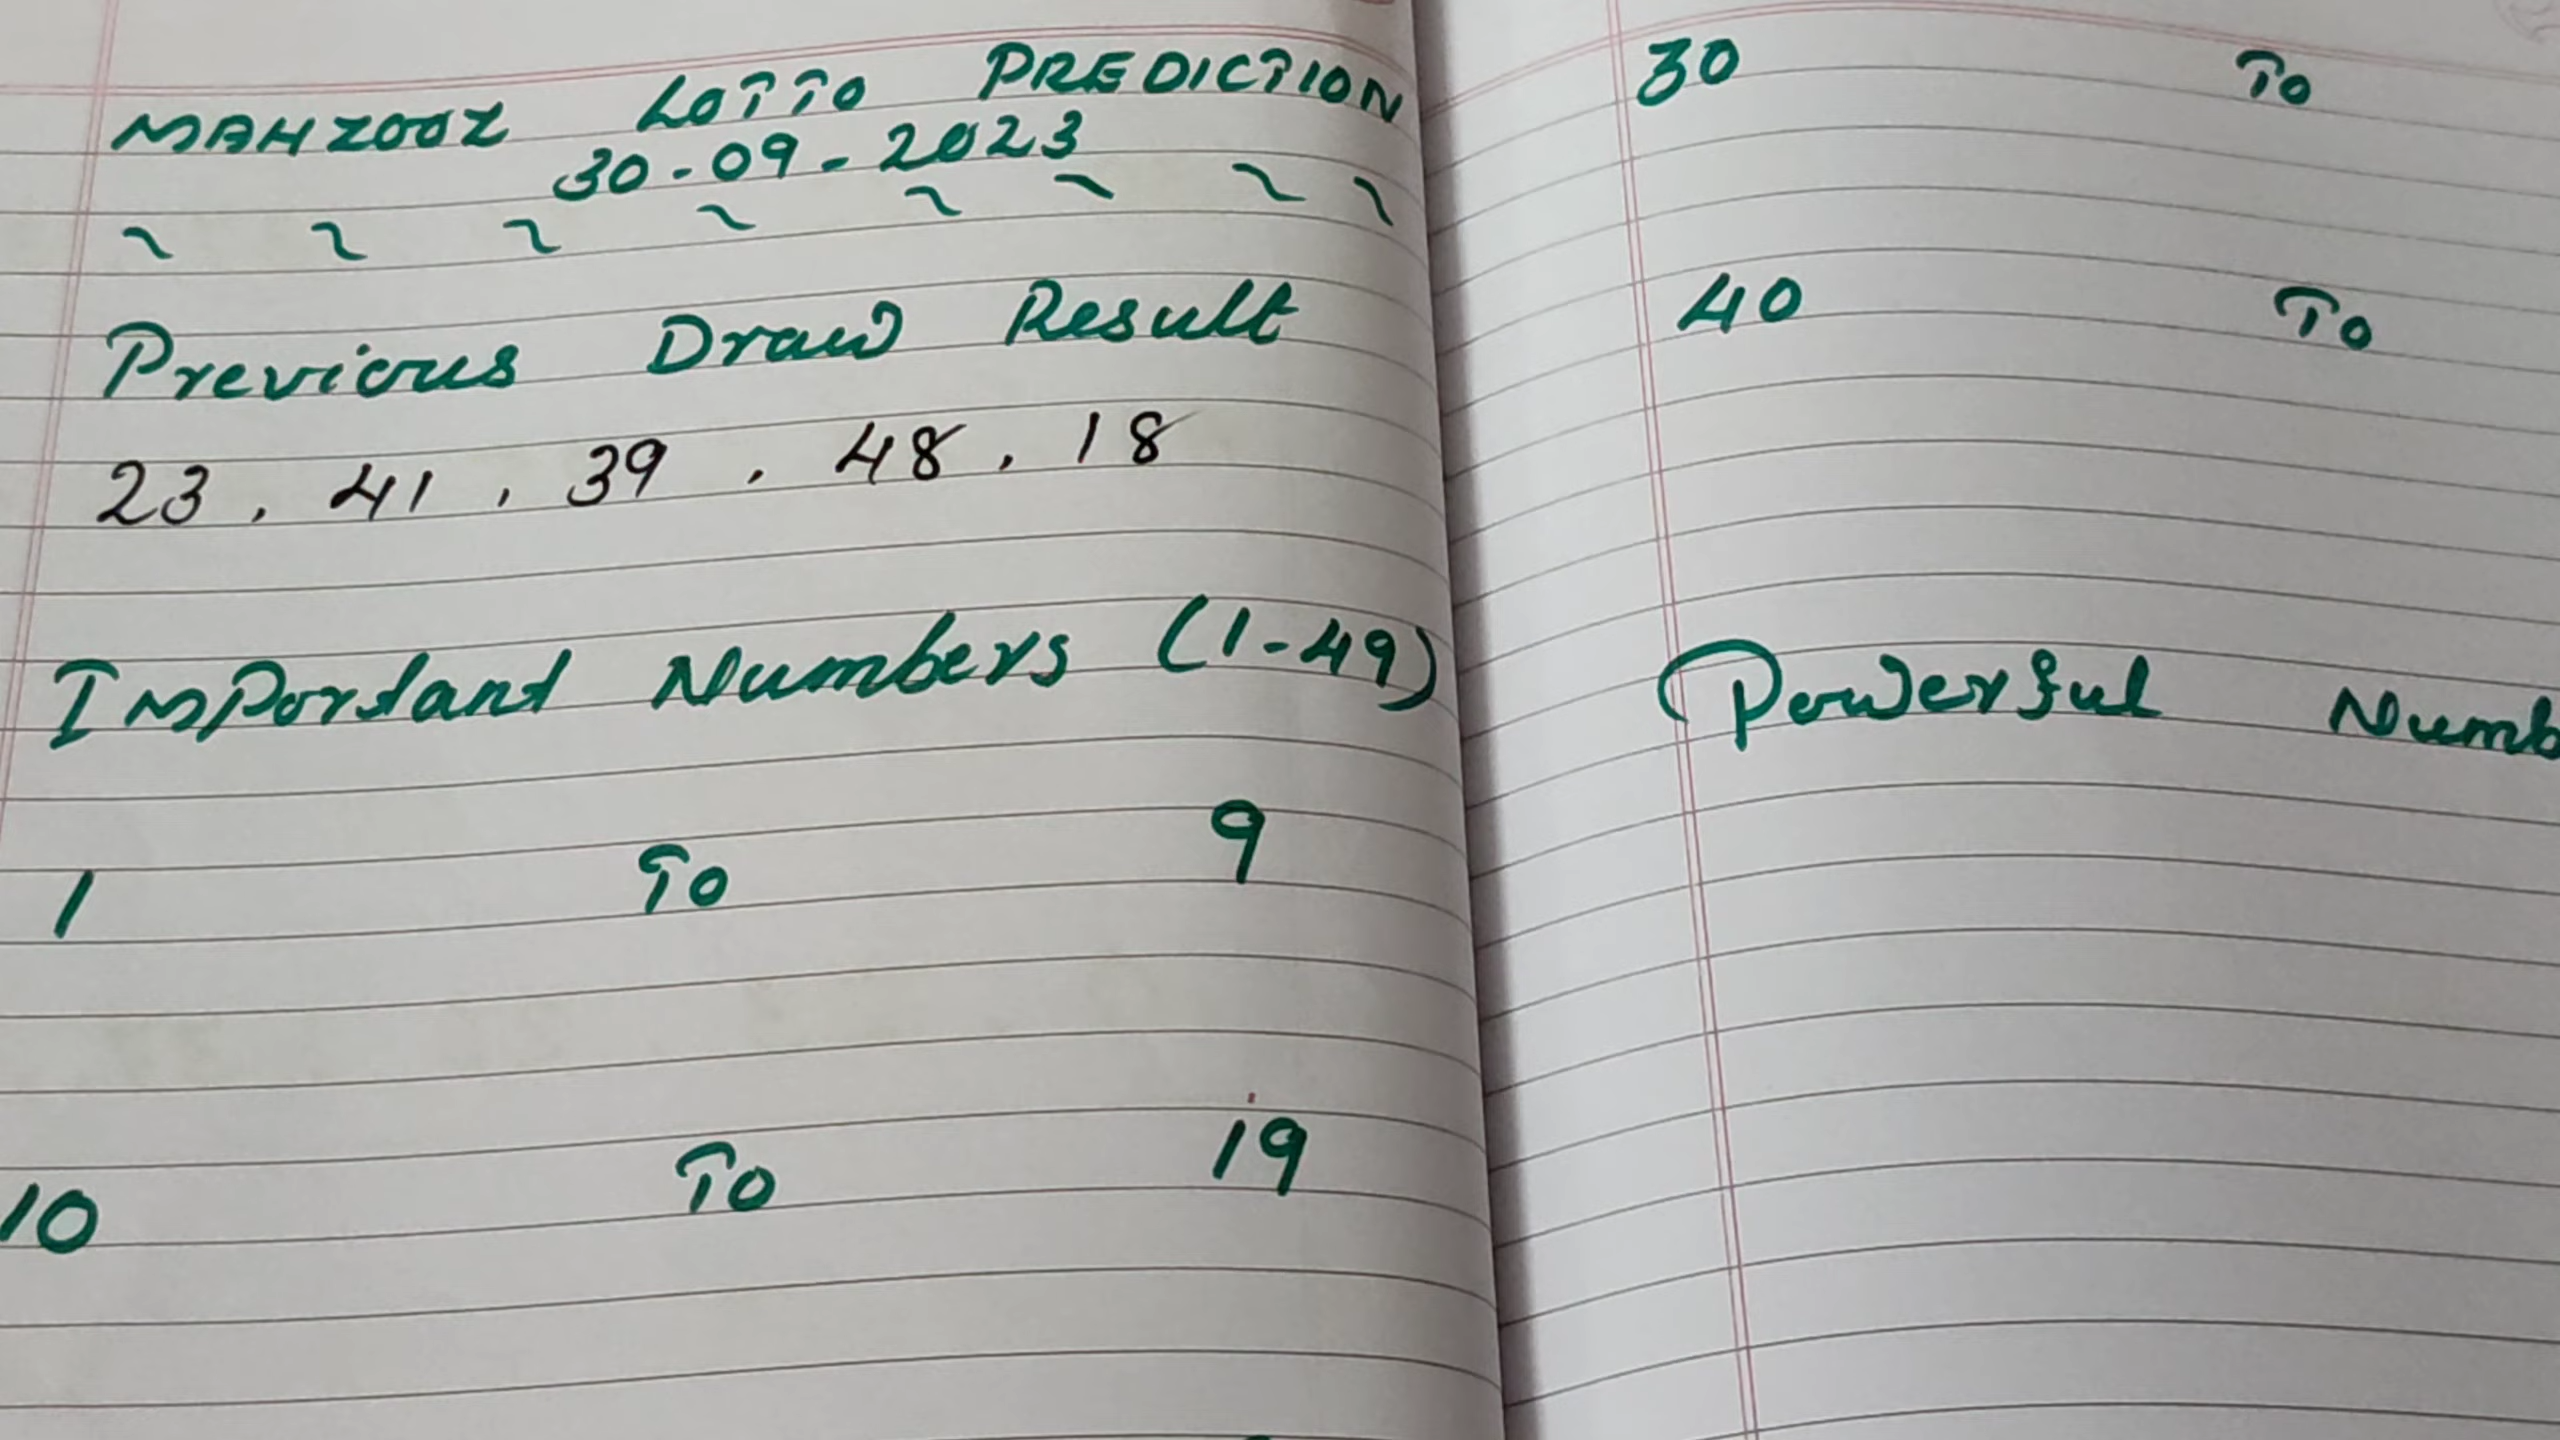 MAHZOOZ LOTTO PREDICTION
30-09-2023
Previous Draw Result
23, 41, 39, 48, 18
ImPortant Numbers (1-49)
1 To 9
10 To 19
30 To
40 To
Powerful Numb